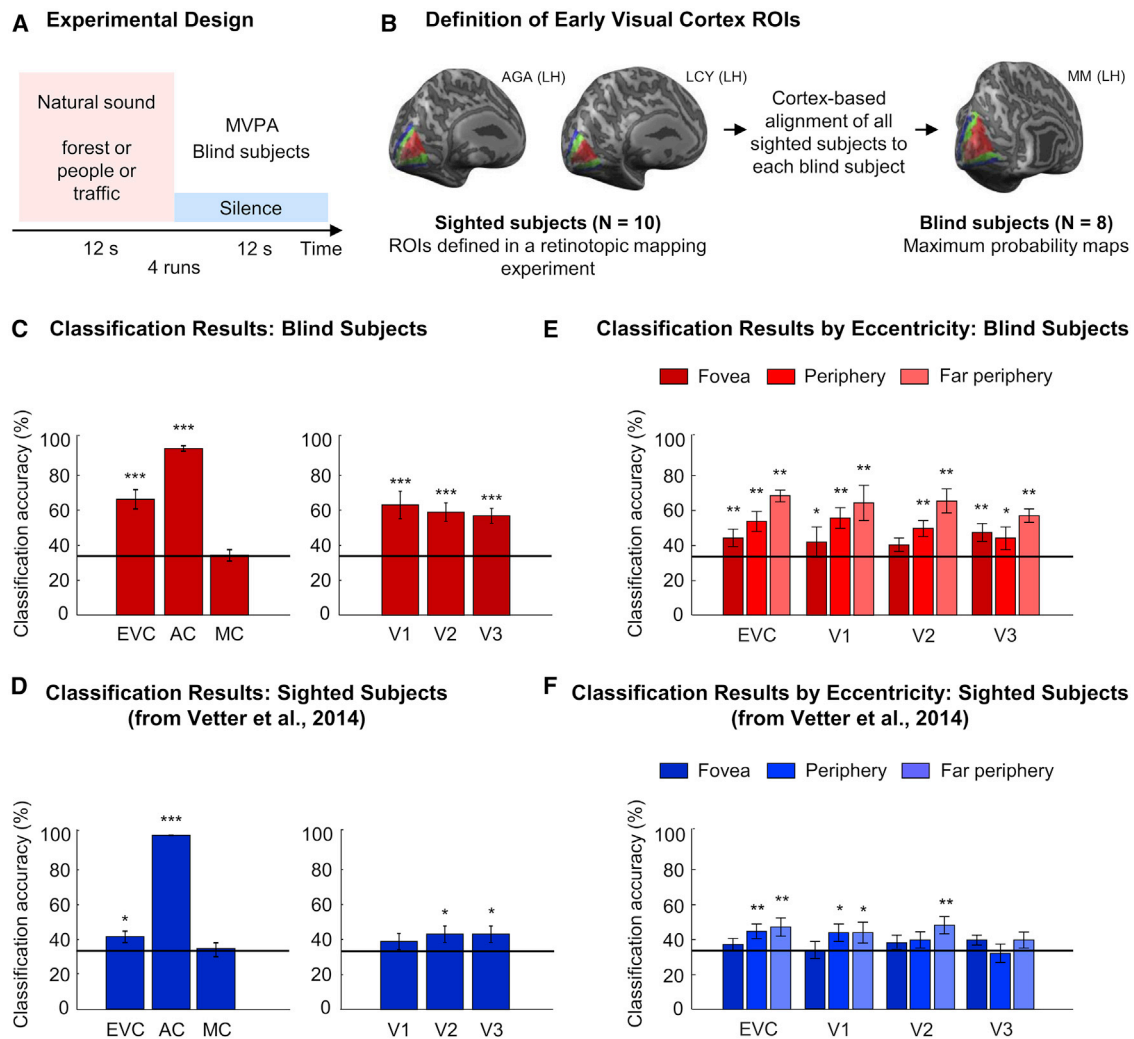 A Experimental Design
Natural sound
forest or
people or
traffic
MVPA
Blind subjects
Silence
12 s
12 s
Time
4 runs
B Definition of Early Visual Cortex ROIs
AGA (LH)
LCY (LH)
MM (LH)
Cortex-based
alignment of all
sighted subjects to
each blind subject
Sighted subjects (N = 10)
ROIs defined in a retinotopic mapping
experiment
Blind subjects (N = 8)
Maximum probability maps
C Classification Results: Blind Subjects
Classification accuracy (%)
100
80
60
40
20
0
***
***
EVC AC MC
100
80
60
40
20
0
***
***
***
V1 V2 V3
E Classification Results by Eccentricity: Blind Subjects
Fovea Periphery Far periphery
Classification accuracy (%)
100
80
60
40
20
0
**
**
**
*
**
**
**
**
**
*
**
EVC V1 V2 V3
D Classification Results: Sighted Subjects
(from Vetter et al., 2014)
Classification accuracy (%)
100
80
60
40
20
0
*
***
EVC AC MC
100
80
60
40
20
0
*
*
V1 V2 V3
F Classification Results by Eccentricity: Sighted Subjects
(from Vetter et al., 2014)
Fovea Periphery Far periphery
Classification accuracy (%)
100
80
60
40
20
0
**
**
*
*
**
EVC V1 V2 V3